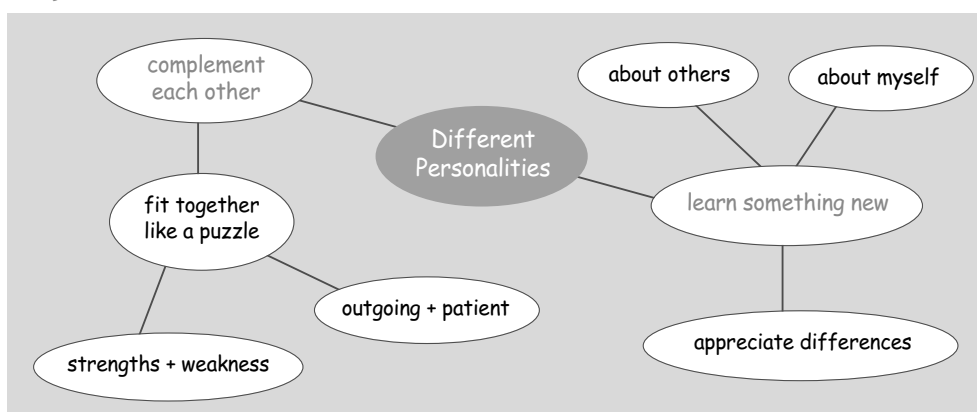 complement
each other
Different
Personalities
about others
about myself
fit together
like a puzzle
learn something new
outgoing + patient
strengths + weakness
appreciate differences